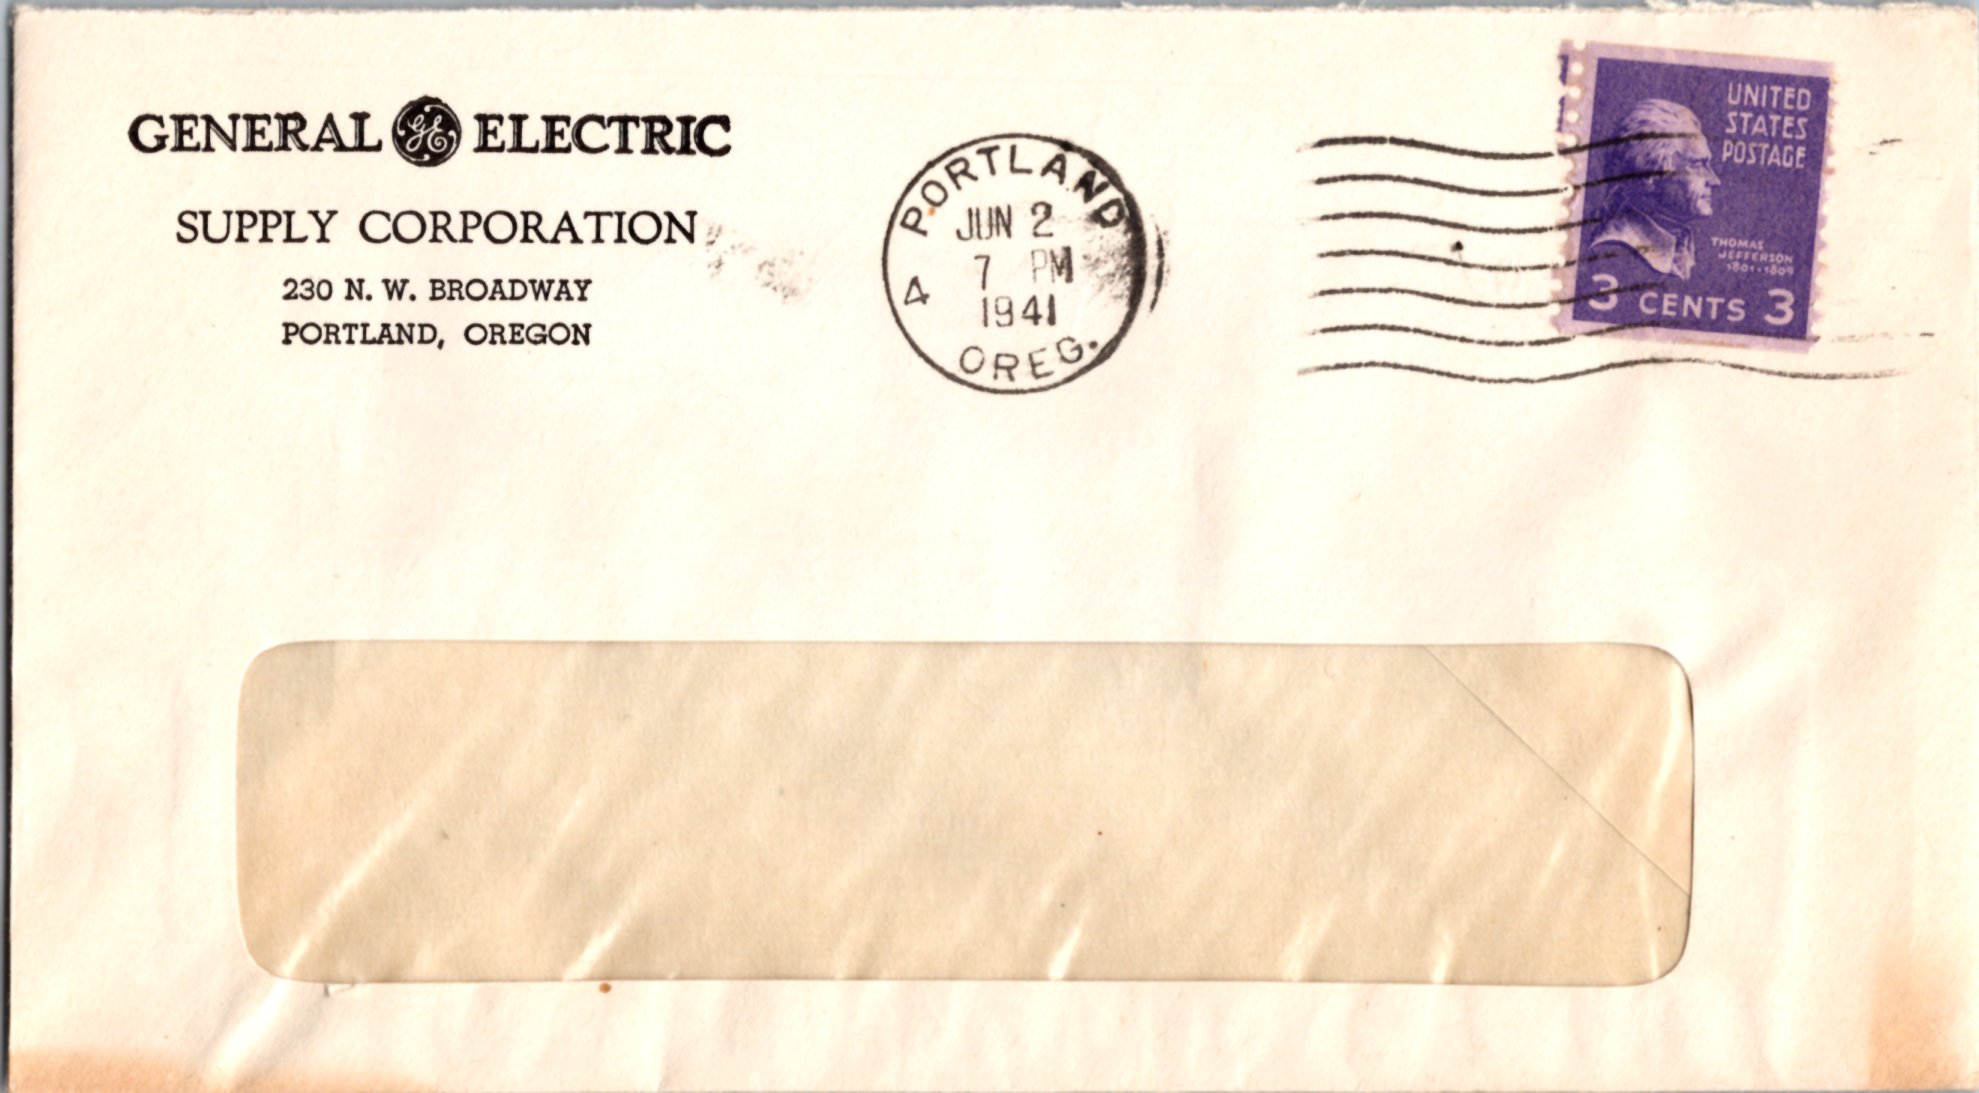 GENERAL GE ELECTRIC
SUPPLY CORPORATION
230 N. W. BROADWAY
PORTLAND, OREGON
PORTLAND
JUN 2
7 PM
1941
4
OREG.
UNITED
STATES
POSTAGE
THOMAS
JEFFERSON
1801-1809
3 CENTS 3